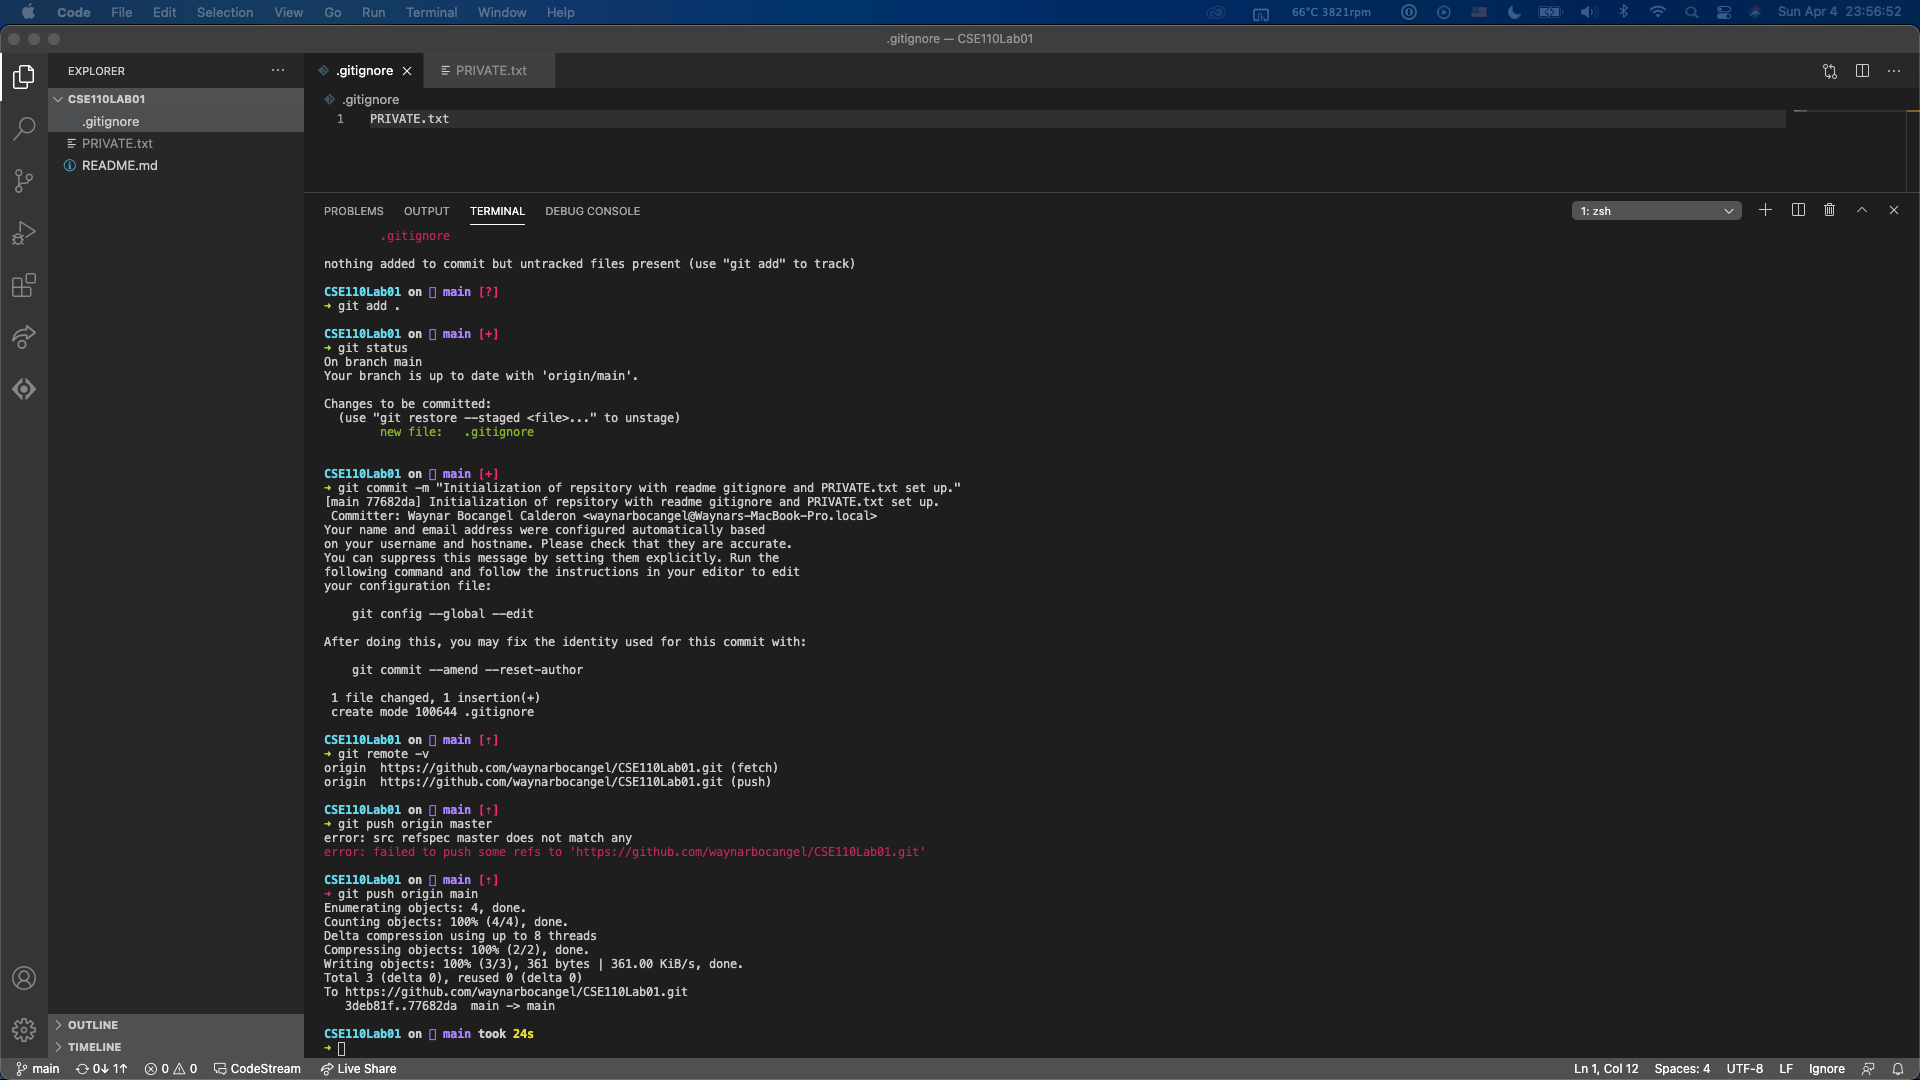 Code File Edit Selection View Go Run Terminal Window Help 66°C 3821rpm Sun Apr 4 23:56:52
.gitignore — CSE110Lab01
EXPLORER
CSE110LAB01
.gitignore
PRIVATE.txt
README.md
OUTLINE
TIMELINE
.gitignore PRIVATE.txt
.gitignore
1 PRIVATE.txt
PROBLEMS OUTPUT TERMINAL DEBUG CONSOLE 1: zsh
.gitignore
nothing added to commit but untracked files present (use "git add" to track)
CSE110Lab01 on main [?]
➜ git add .
CSE110Lab01 on main [+]
➜ git status
On branch main
Your branch is up to date with 'origin/main'.
Changes to be committed:
(use "git restore --staged <file>..." to unstage)
new file: .gitignore
CSE110Lab01 on main [+]
➜ git commit -m "Initialization of repsitory with readme gitignore and PRIVATE.txt set up."
[main 77682da] Initialization of repsitory with readme gitignore and PRIVATE.txt set up.
Committer: Waynar Bocangel Calderon <waynarbocangel@Waynars-MacBook-Pro.local>
Your name and email address were configured automatically based
on your username and hostname. Please check that they are accurate.
You can suppress this message by setting them explicitly. Run the
following command and follow the instructions in your editor to edit
your configuration file:
git config --global --edit
After doing this, you may fix the identity used for this commit with:
git commit --amend --reset-author
1 file changed, 1 insertion(+)
create mode 100644 .gitignore
CSE110Lab01 on main [↑]
➜ git remote -v
origin https://github.com/waynarbocangel/CSE110Lab01.git (fetch)
origin https://github.com/waynarbocangel/CSE110Lab01.git (push)
CSE110Lab01 on main [↑]
➜ git push origin master
error: src refspec master does not match any
error: failed to push some refs to 'https://github.com/waynarbocangel/CSE110Lab01.git'
CSE110Lab01 on main [↑]
➜ git push origin main
Enumerating objects: 4, done.
Counting objects: 100% (4/4), done.
Delta compression using up to 8 threads
Compressing objects: 100% (2/2), done.
Writing objects: 100% (3/3), 361 bytes | 361.00 KiB/s, done.
Total 3 (delta 0), reused 0 (delta 0)
To https://github.com/waynarbocangel/CSE110Lab01.git
3deb81f..77682da main -> main
CSE110Lab01 on main took 24s
➜
main 0↓ 1↑ 0 0 CodeStream Live Share Ln 1, Col 12 Spaces: 4 UTF-8 LF Ignore